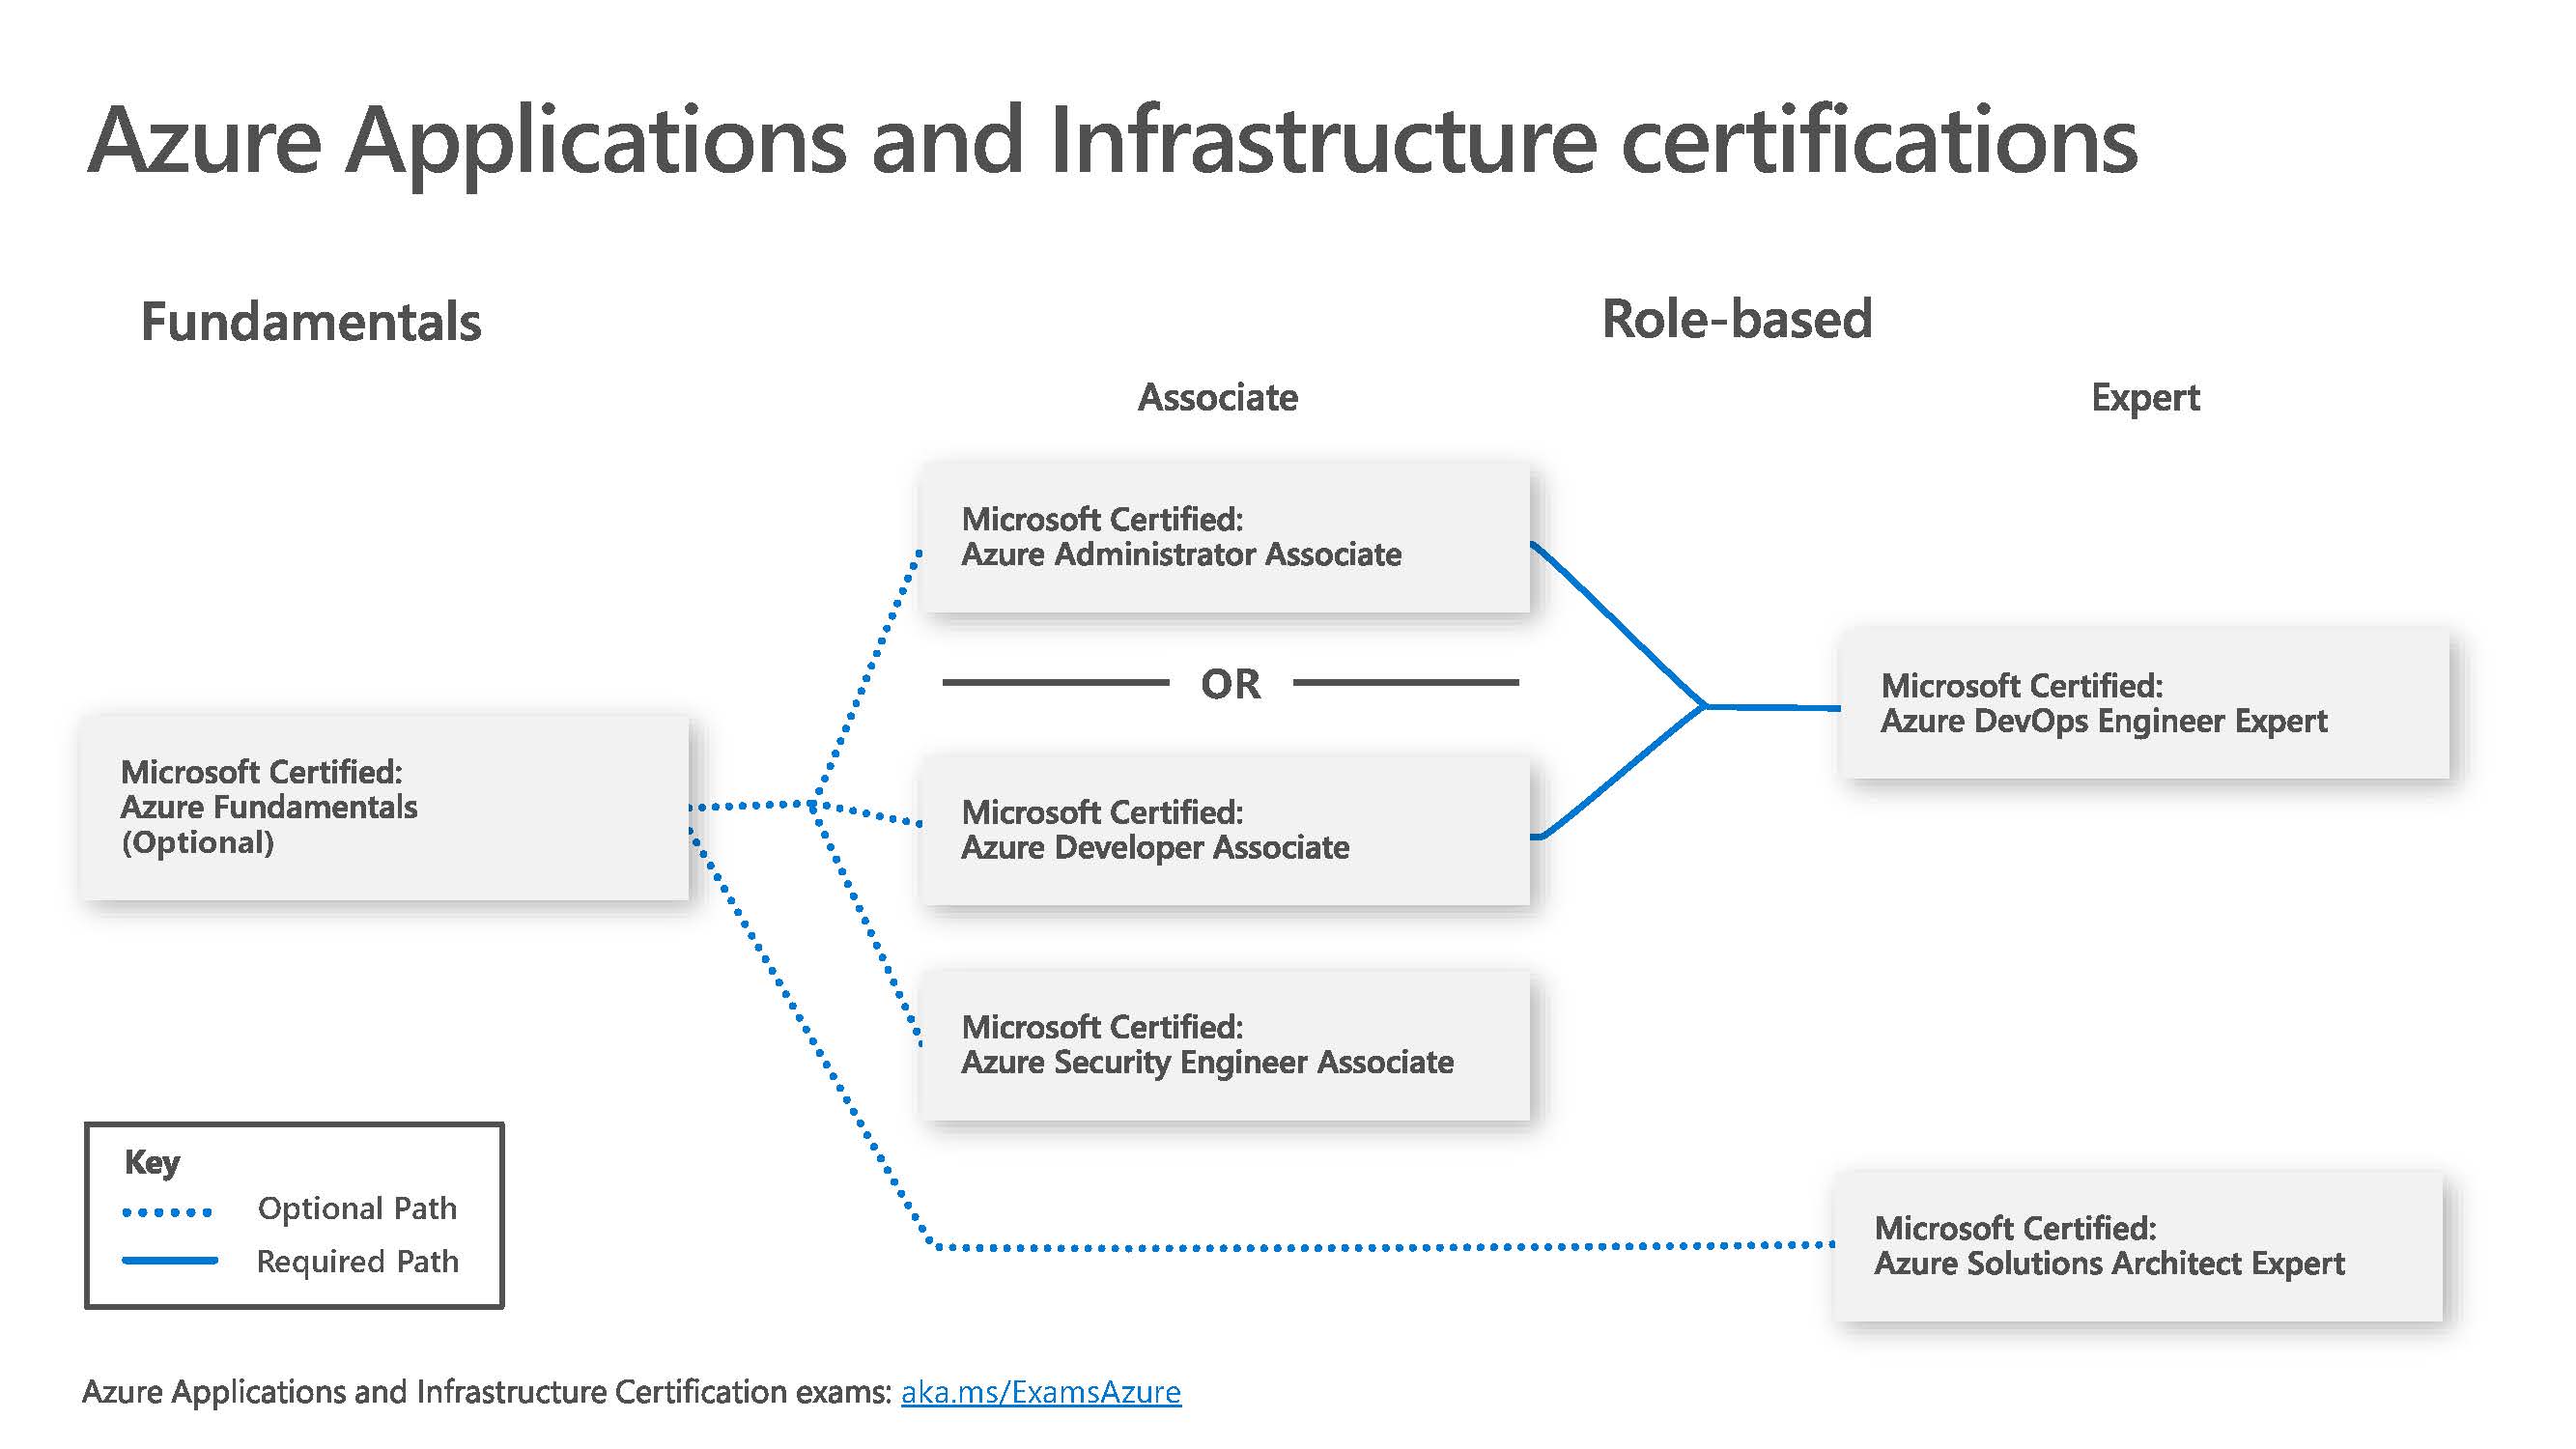 Azure Applications and Infrastructure certifications
Fundamentals
Role-based
Associate
Expert
Microsoft Certified:
Azure Administrator Associate
OR
Microsoft Certified:
Azure DevOps Engineer Expert
Microsoft Certified:
Azure Fundamentals
(Optional)
Microsoft Certified:
Azure Developer Associate
Microsoft Certified:
Azure Security Engineer Associate
Key
Optional Path
Required Path
Microsoft Certified:
Azure Solutions Architect Expert
Azure Applications and Infrastructure Certification exams: aka.ms/ExamsAzure